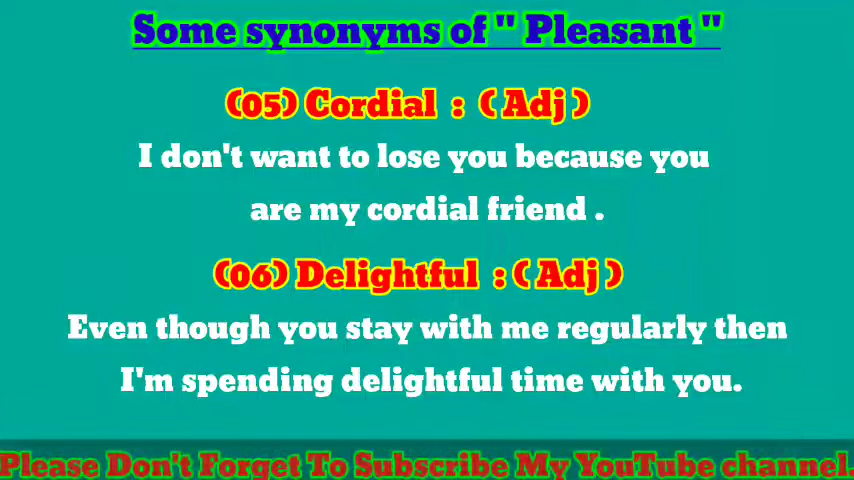 Some synonyms of " Pleasant "
(05) Cordial : ( Adj )
I don't want to lose you because you
are my cordial friend .
(06) Delightful : ( Adj )
Even though you stay with me regularly then
I'm spending delightful time with you.
Please Don't Forget To Subscribe My YouTube channel.